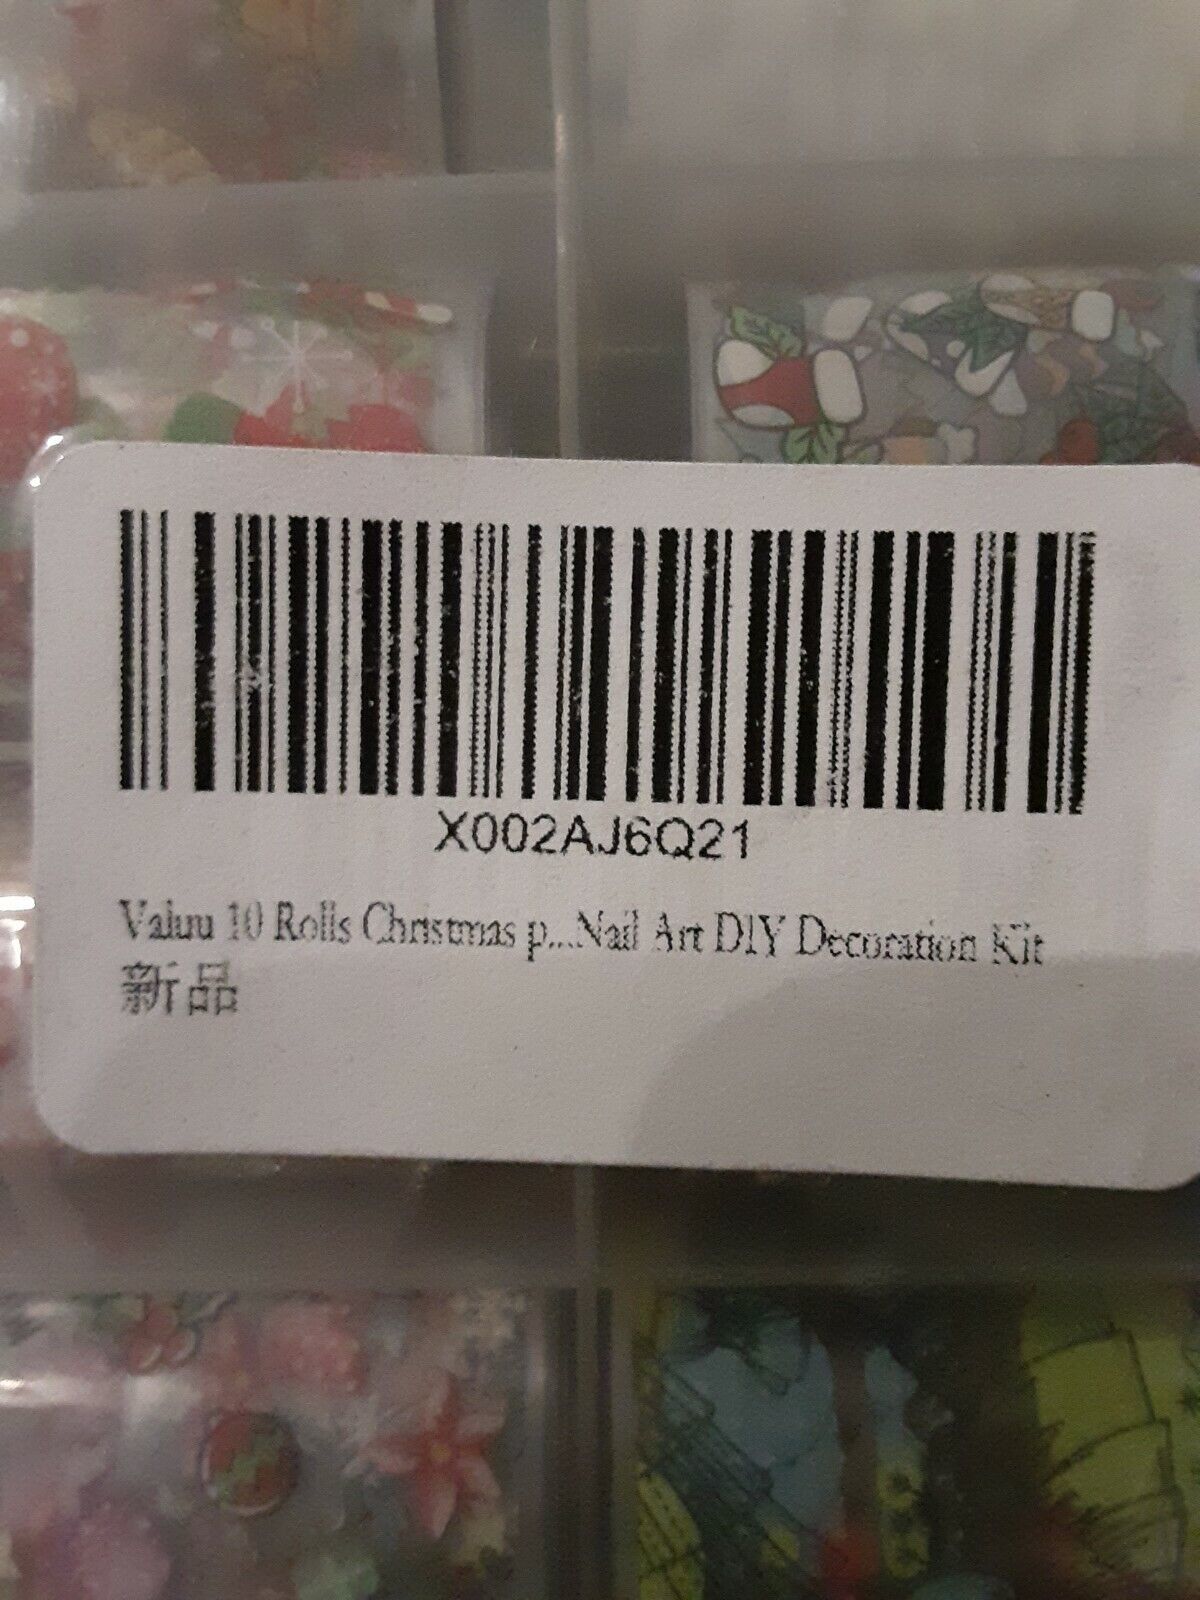 X002AJ6Q21
Valuu 10 Rolls Christmas p...Nail Art DIY Decoration Kit
新品